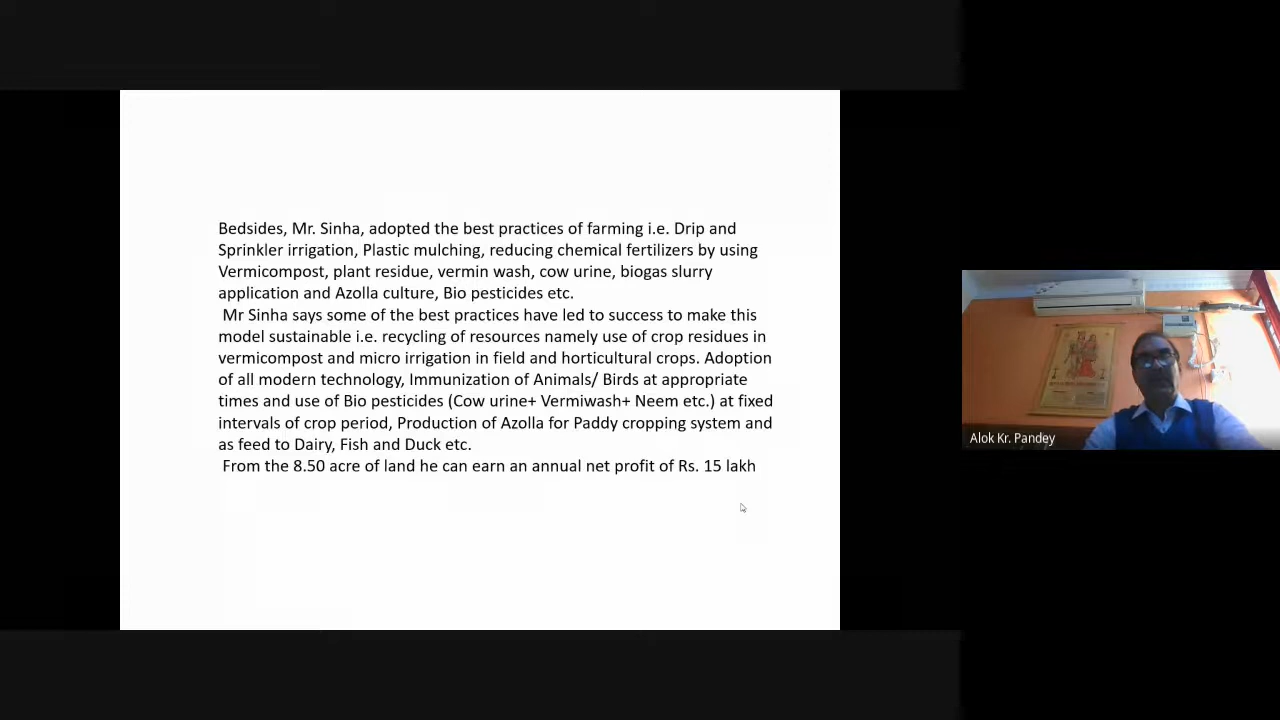 Bedsides, Mr. Sinha, adopted the best practices of farming i.e. Drip and
Sprinkler irrigation, Plastic mulching, reducing chemical fertilizers by using
Vermicompost, plant residue, vermin wash, cow urine, biogas slurry
application and Azolla culture, Bio pesticides etc.
Mr Sinha says some of the best practices have led to success to make this
model sustainable i.e. recycling of resources namely use of crop residues in
vermicompost and micro irrigation in field and horticultural crops. Adoption
of all modern technology, Immunization of Animals/ Birds at appropriate
times and use of Bio pesticides (Cow urine+ Vermiwash+ Neem etc.) at fixed
intervals of crop period, Production of Azolla for Paddy cropping system and
as feed to Dairy, Fish and Duck etc.
From the 8.50 acre of land he can earn an annual net profit of Rs. 15 lakh
Alok Kr. Pandey